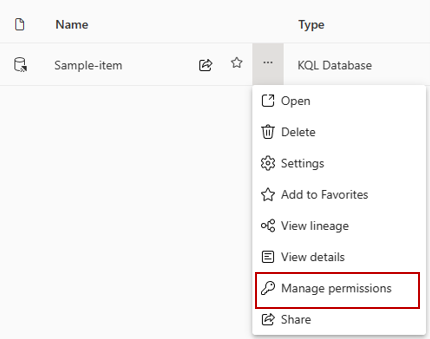 Name Type
Sample-item ... KQL Database
Open
Delete
Settings
Add to Favorites
View lineage
View details
Manage permissions
Share